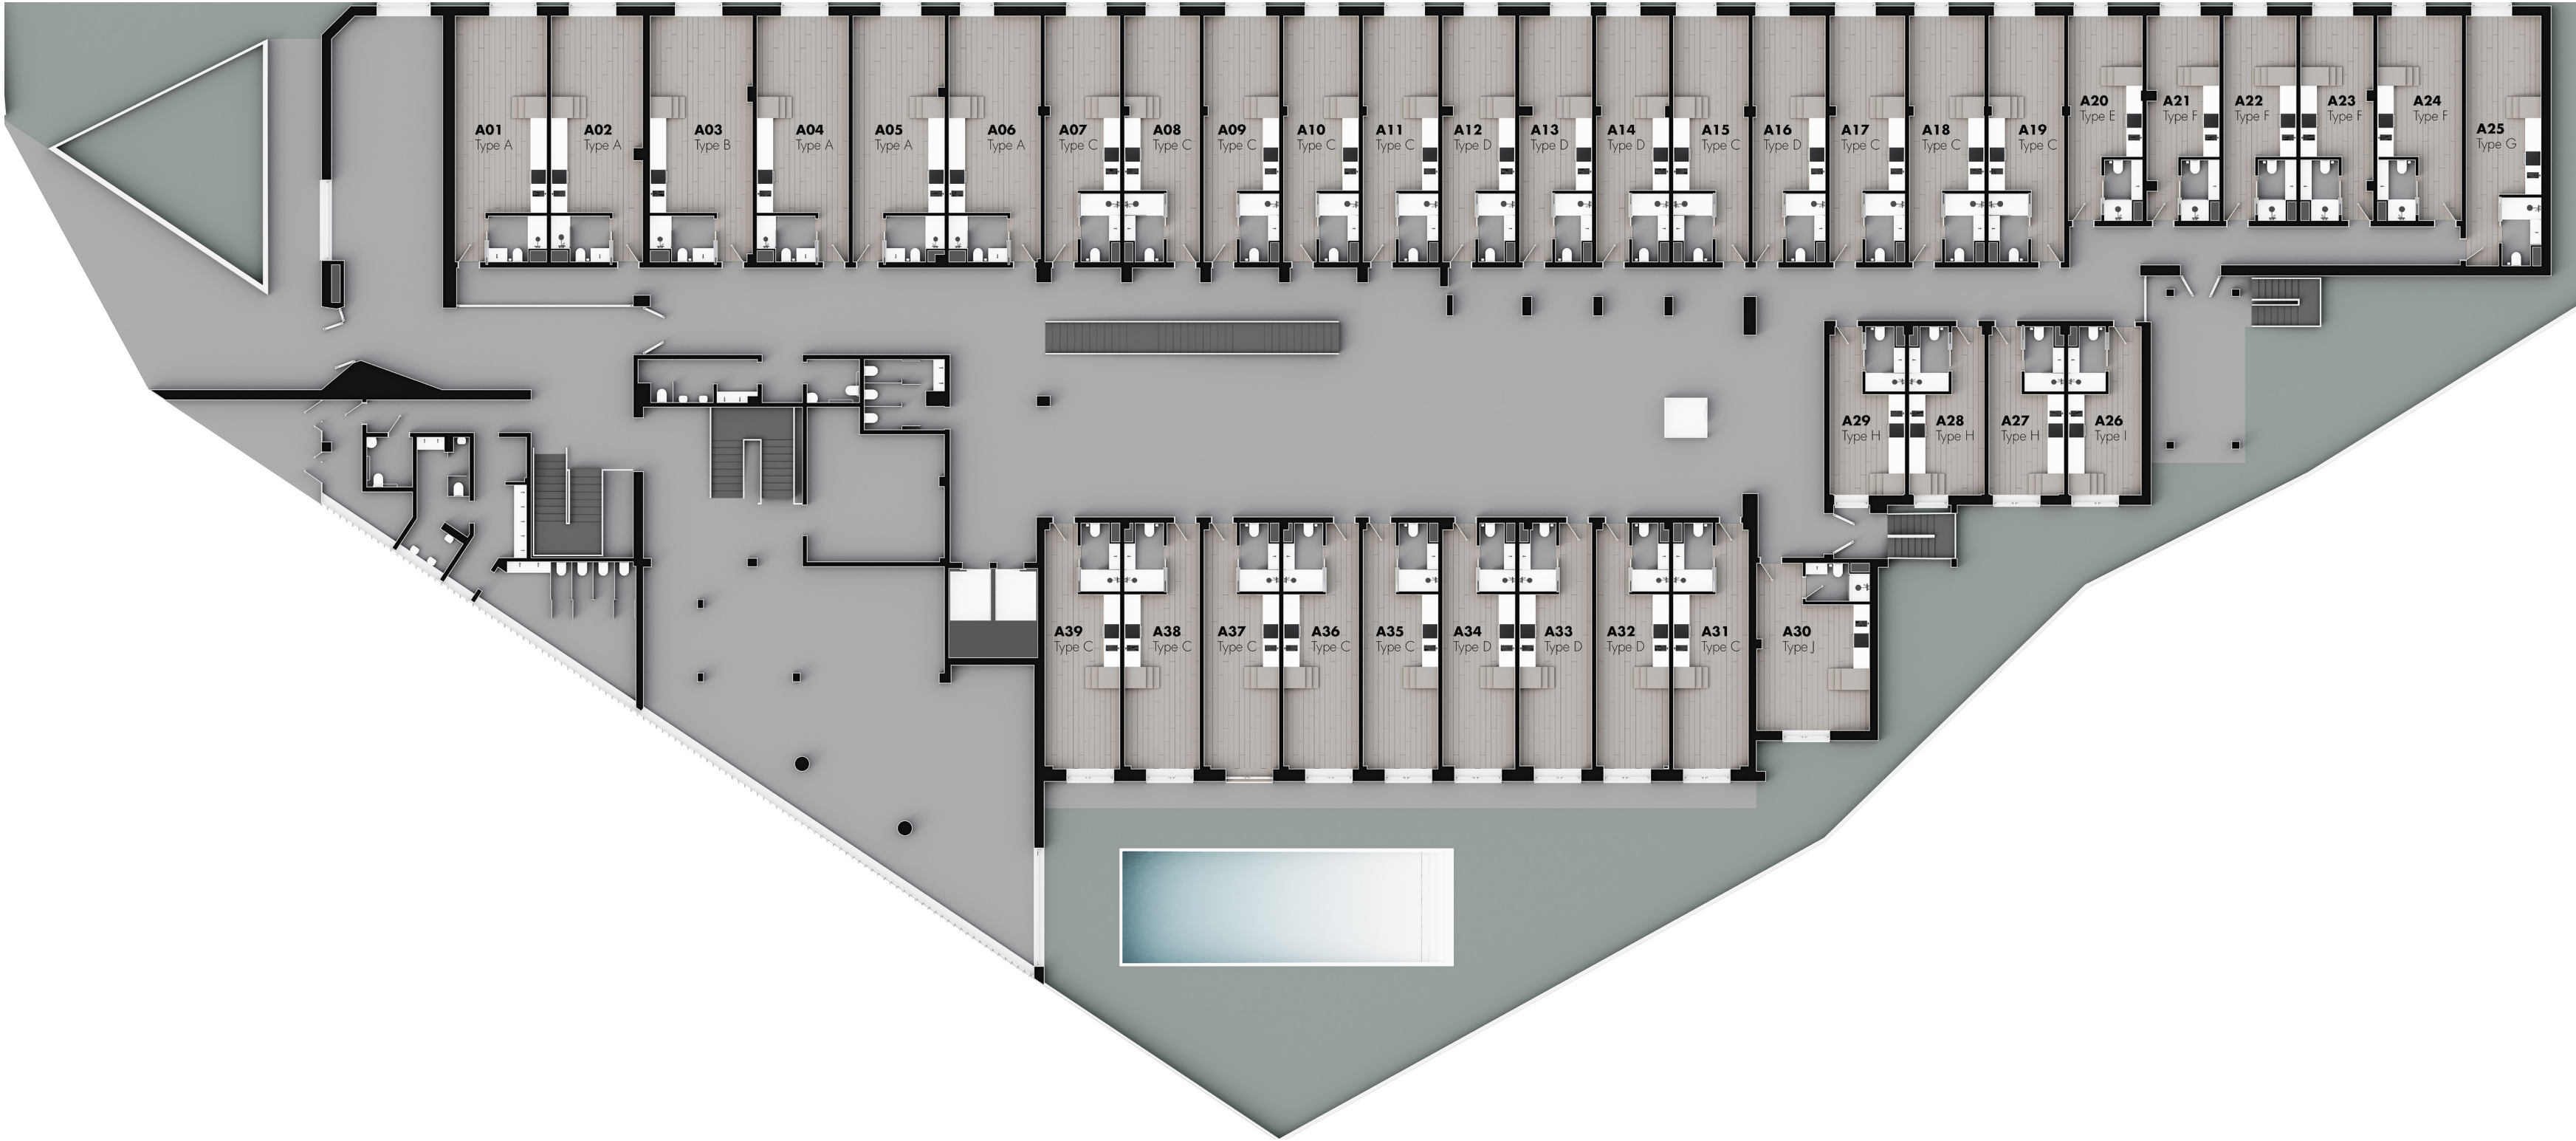 A01
Type A
A02
Type A
A03
Type B
A04
Type A
A05
Type A
A06
Type A
A07
Type C
A08
Type C
A09
Type C
A10
Type C
A11
Type C
A12
Type D
A13
Type D
A14
Type D
A15
Type C
A16
Type D
A17
Type C
A18
Type C
A19
Type C
A20
Type E
A21
Type F
A22
Type F
A23
Type F
A24
Type F
A25
Type G
A29
Type H
A28
Type H
A27
Type H
A26
Type I
A39
Type C
A38
Type C
A37
Type C
A36
Type C
A35
Type C
A34
Type D
A33
Type D
A32
Type D
A31
Type C
A30
Type J